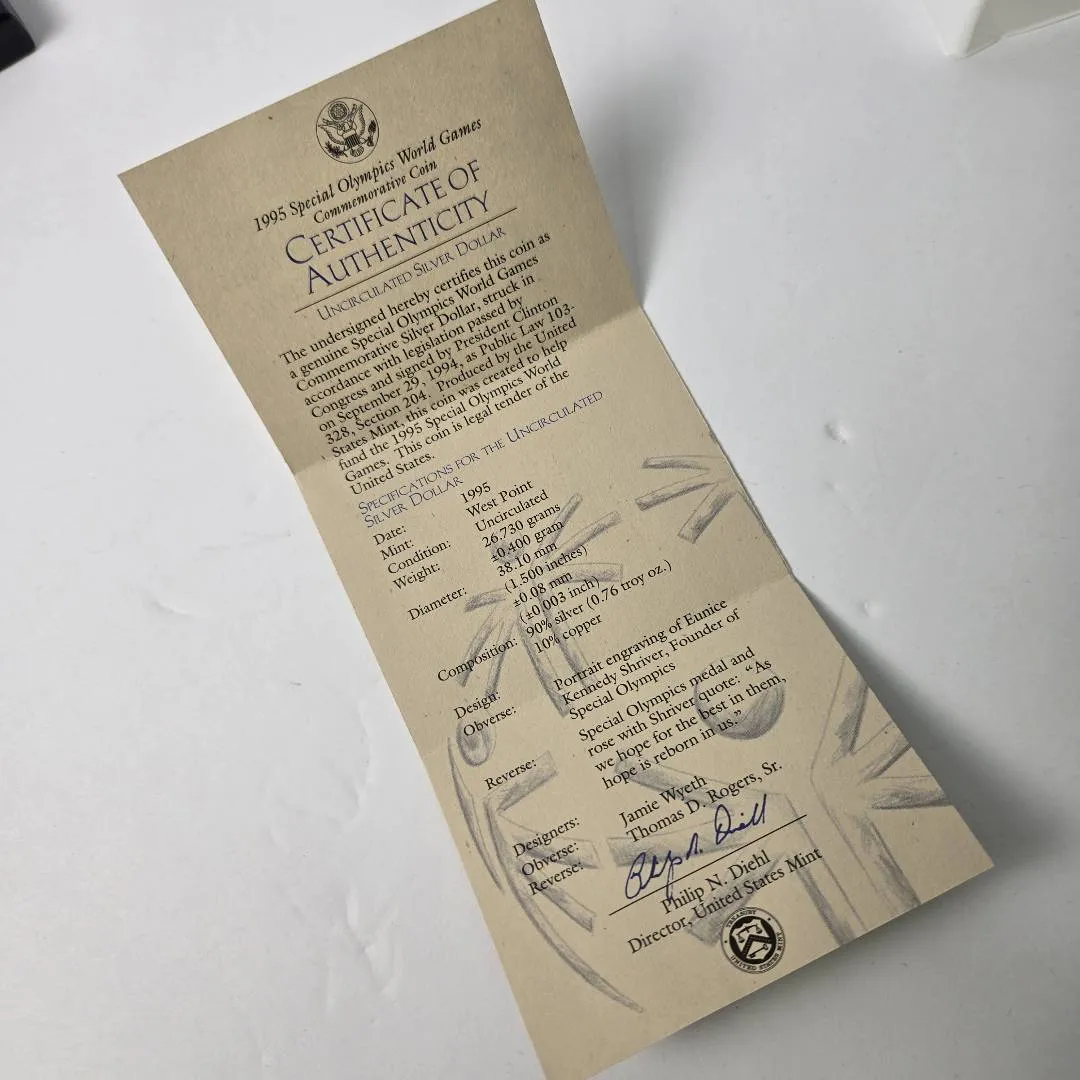 1995 Special Olympics World Games
Commemorative Coin
CERTIFICATE OF
AUTHENTICITY
UNCIRCULATED SILVER DOLLAR
The undersigned hereby certifies this coin as
a genuine Special Olympics World Games
Commemorative Silver Dollar, struck in
accordance with legislation passed by
Congress and signed by President Clinton
on September 29, 1994, as Public Law 103-
328, Section 204. Produced by the United
States Mint, this coin was created to help
fund the 1995 Special Olympics World
Games. This coin is legal tender of the
United States.
SPECIFICATIONS FOR THE UNCIRCULATED
SILVER DOLLAR
Date: 1995
Mint: West Point
Condition: Uncirculated
Weight: 26.730 grams
±0.400 gram
Diameter: 38.10 mm
(1.500 inches)
±0.08 mm
(±0.003 inch)
Composition: 90% silver (0.76 troy oz.)
10% copper
Design:
Obverse: Portrait engraving of Eunice
Kennedy Shriver, Founder of
Special Olympics
Reverse: Special Olympics medal and
rose with Shriver quote: “As
we hope for the best in them,
hope is reborn in us.”
Designers:
Obverse: Jamie Wyeth
Reverse: Thomas D. Rogers, Sr.
Philip N. Diehl
Philip N. Diehl
Director, United States Mint
TREASURY
UNITED STATES MINT